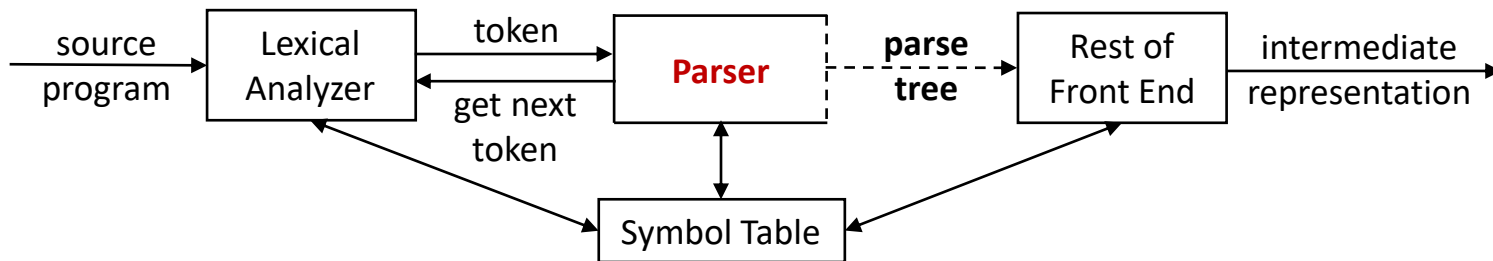 source
program
Lexical
Analyzer
token
get next
token
Parser
parse
tree
Rest of
Front End
intermediate
representation
Symbol Table